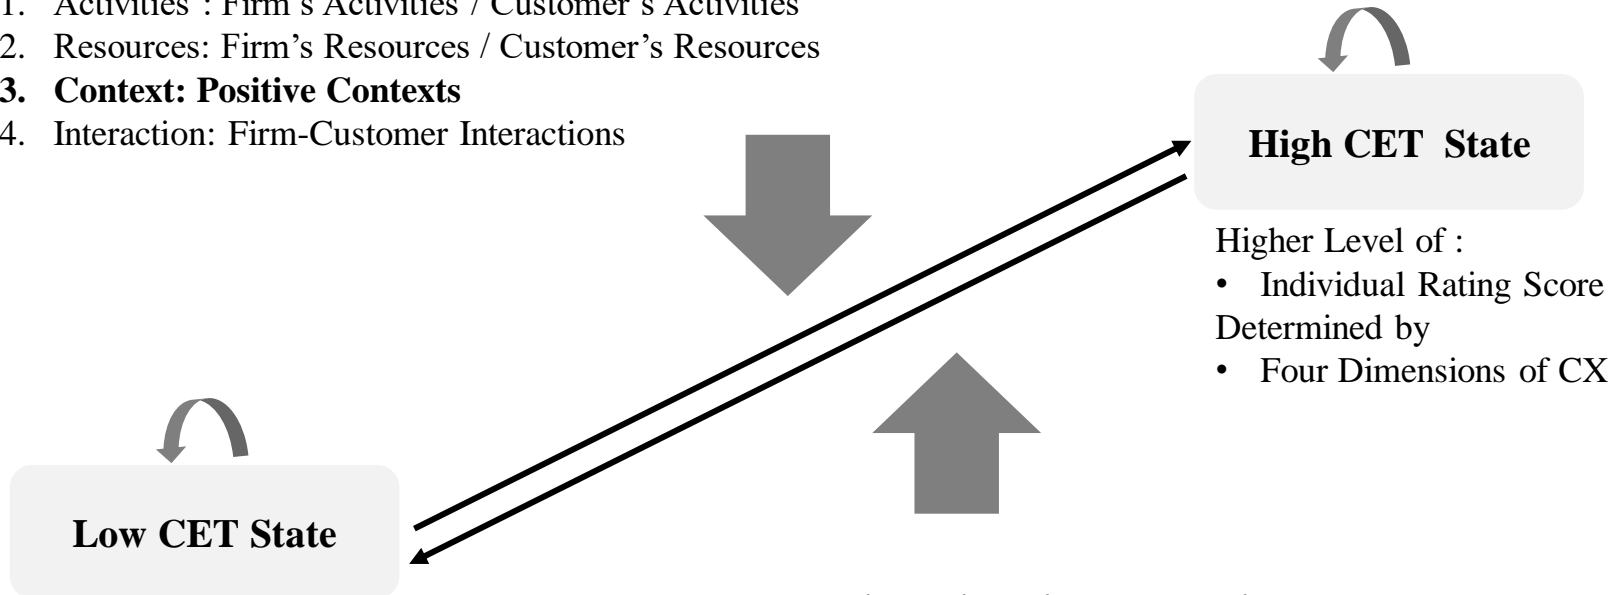 1. Activities : Firm's Activities / Customer's Activities
2. Resources: Firm's Resources / Customer's Resources
3. Context: Positive Contexts
4. Interaction: Firm-Customer Interactions
High CET State
Higher Level of :
• Individual Rating Score
Determined by
• Four Dimensions of CX
Low CET State